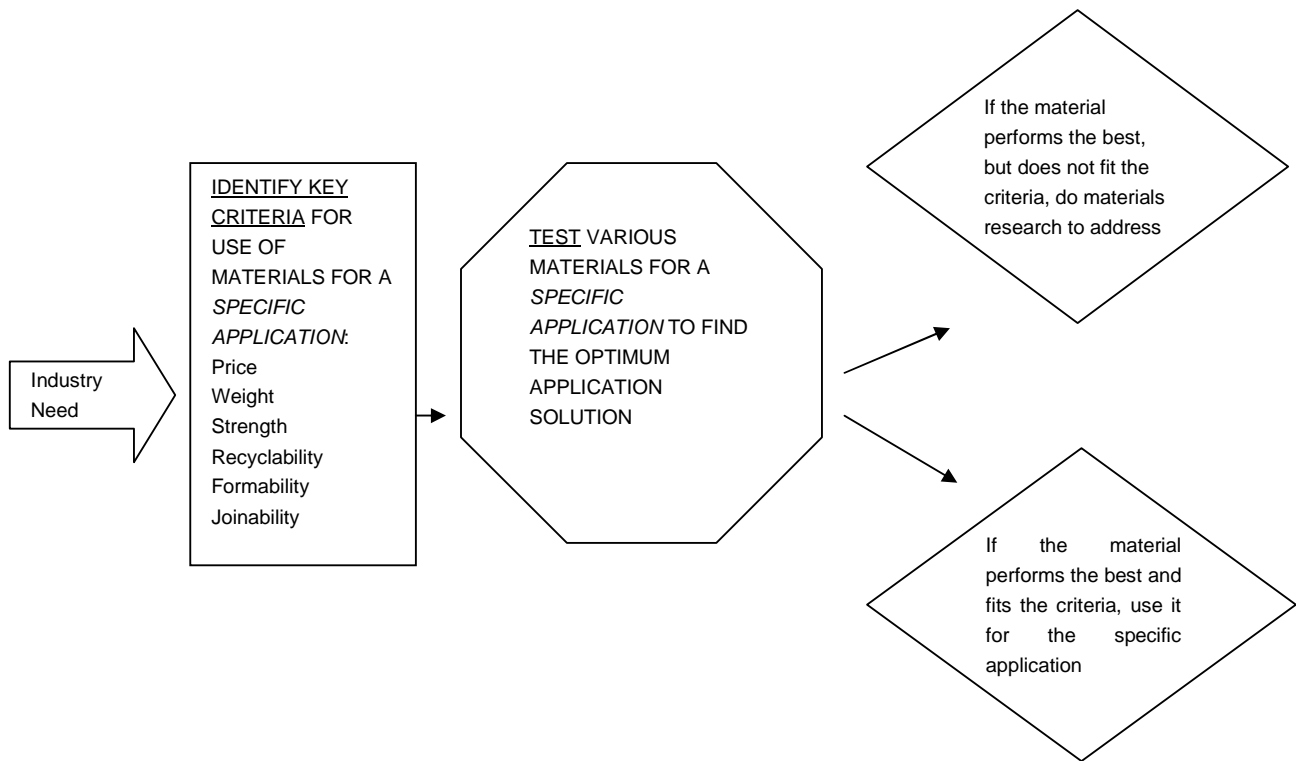 Industry
Need
IDENTIFY KEY
CRITERIA FOR
USE OF
MATERIALS FOR A
SPECIFIC
APPLICATION:
Price
Weight
Strength
Recyclability
Formability
Joinability
TEST VARIOUS
MATERIALS FOR A
SPECIFIC
APPLICATION TO FIND
THE OPTIMUM
APPLICATION
SOLUTION
If the material
performs the best,
but does not fit the
criteria, do materials
research to address
If the material
performs the best and
fits the criteria, use it
for the specific
application